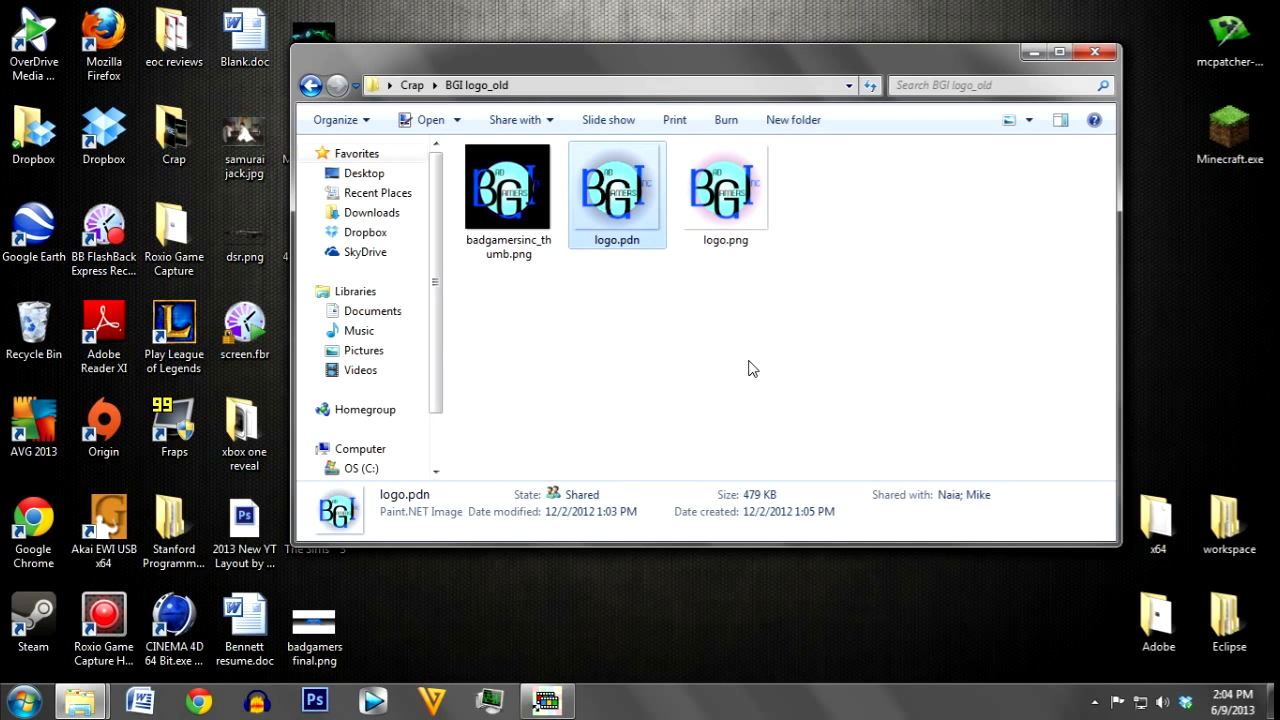 OverDrive
Media ...
Mozilla
Firefox
eoc reviews
Blank.doc
mcpatcher-...
Crap
BGI logo_old
Search BGI logo_old
Organize
Open
Share with
Slide show
Print
Burn
New folder
Dropbox
Dropbox
Crap
samurai
jack.jpg
Minecraft.exe
Favorites
Desktop
Recent Places
Downloads
Dropbox
SkyDrive
Libraries
Documents
Music
Pictures
Videos
Homegroup
Computer
OS (C:)
badgamersinc_th
umb.png
logo.pdn
logo.png
Google Earth
BB FlashBack
Express Rec...
Roxio Game
Capture
dsr.png
Recycle Bin
Adobe
Reader XI
Play League
of Legends
screen.fbr
99
AVG 2013
Origin
Fraps
xbox one
reveal
logo.pdn
State:
Shared
Size: 479 KB
Shared with: Naia; Mike
Paint.NET Image
Date modified: 12/2/2012 1:03 PM
Date created: 12/2/2012 1:05 PM
Google
Chrome
Akai EWI USB
x64
Stanford
Programm...
2013 New YT
Layout by ...
The Sims
3
x64
workspace
Steam
Roxio Game
Capture H...
CINEMA 4D
64 Bit.exe ...
Bennett
resume.doc
badgamers
final.png
Adobe
Eclipse
Ps
2:04 PM
6/9/2013